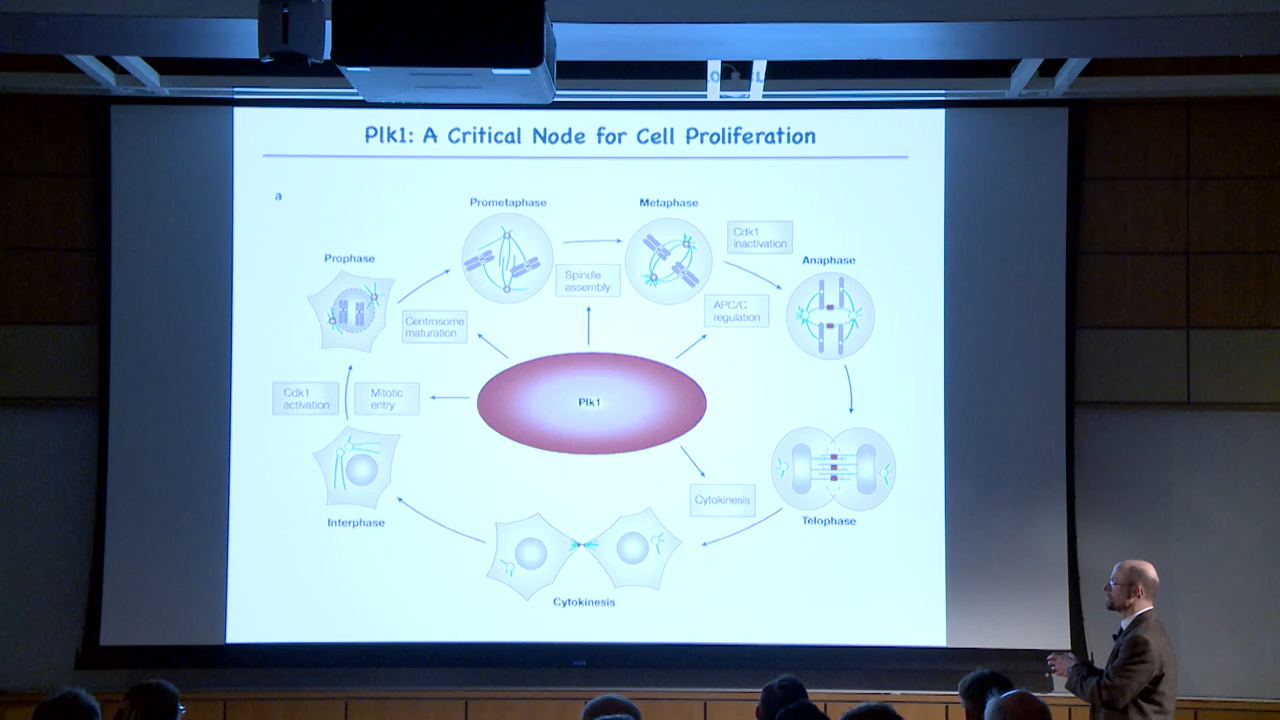 Plk1: A Critical Node for Cell Proliferation
a
Prometaphase
Metaphase
Cdk1
inactivation
Prophase
Anaphase
Spindle
assembly
APC/C
regulation
Centrosome
maturation
Cdk1
activation
Mitotic
entry
Plk1
Cytokinesis
Interphase
Telophase
Cytokinesis